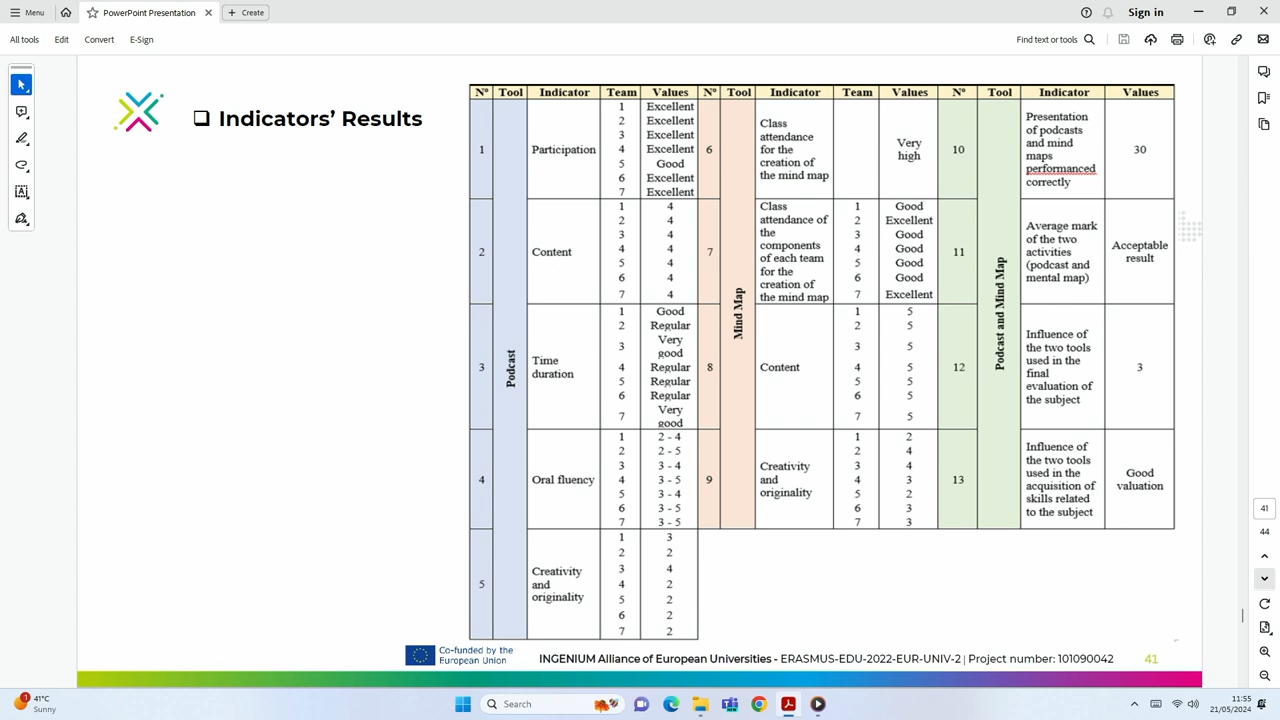 Menu
PowerPoint Presentation
Create
Sign in
All tools Edit Convert E-Sign
Find text or tools
❑ Indicators' Results
Nº Tool Indicator Team Values Nº Tool Indicator Team Values Nº Tool Indicator Values
1
Podcast
Participation
1 Excellent
2 Excellent
3 Excellent
4 Excellent
5 Good
6 Excellent
7 Excellent
2
Content
1 4
2 4
3 4
4 4
5 4
6 4
7 4
3
Time
duration
1 Good
2 Regular
3 Very
good
4 Regular
5 Regular
6 Regular
7 Very
good
4
Oral fluency
1 2 - 4
2 2 - 5
3 3 - 4
4 3 - 5
5 3 - 4
6 3 - 5
7 3 - 5
5
Creativity
and
originality
1 3
2 2
3 4
4 2
5 2
6 2
7 2
6
Mind Map
Class
attendance
for the
creation of
the mind map
Very
high
7
Class
attendance of
the
components
of each team
for the
creation of
the mind map
1 Good
2 Excellent
3 Good
4 Good
5 Good
6 Good
7 Excellent
8
Content
1 5
2 5
3 5
4 5
5 5
6 5
7 5
9
Creativity
and
originality
1 2
2 4
3 4
4 3
5 2
6 3
7 3
10
Podcast and Mind Map
Presentation
of podcasts
and mind
maps
performanced
correctly
30
11
Average mark
of the two
activities
(podcast and
mental map)
Acceptable
result
12
Influence of
the two tools
used in the
final
evaluation of
the subject
3
13
Influence of
the two tools
used in the
acquisition of
skills related
to the subject
Good
valuation
41
44
Co-funded by the
European Union
INGENIUM Alliance of European Universities - ERASMUS-EDU-2022-EUR-UNIV-2 | Project number: 101090042
41
1
41°C
Sunny
Search
11:55
21/05/2024